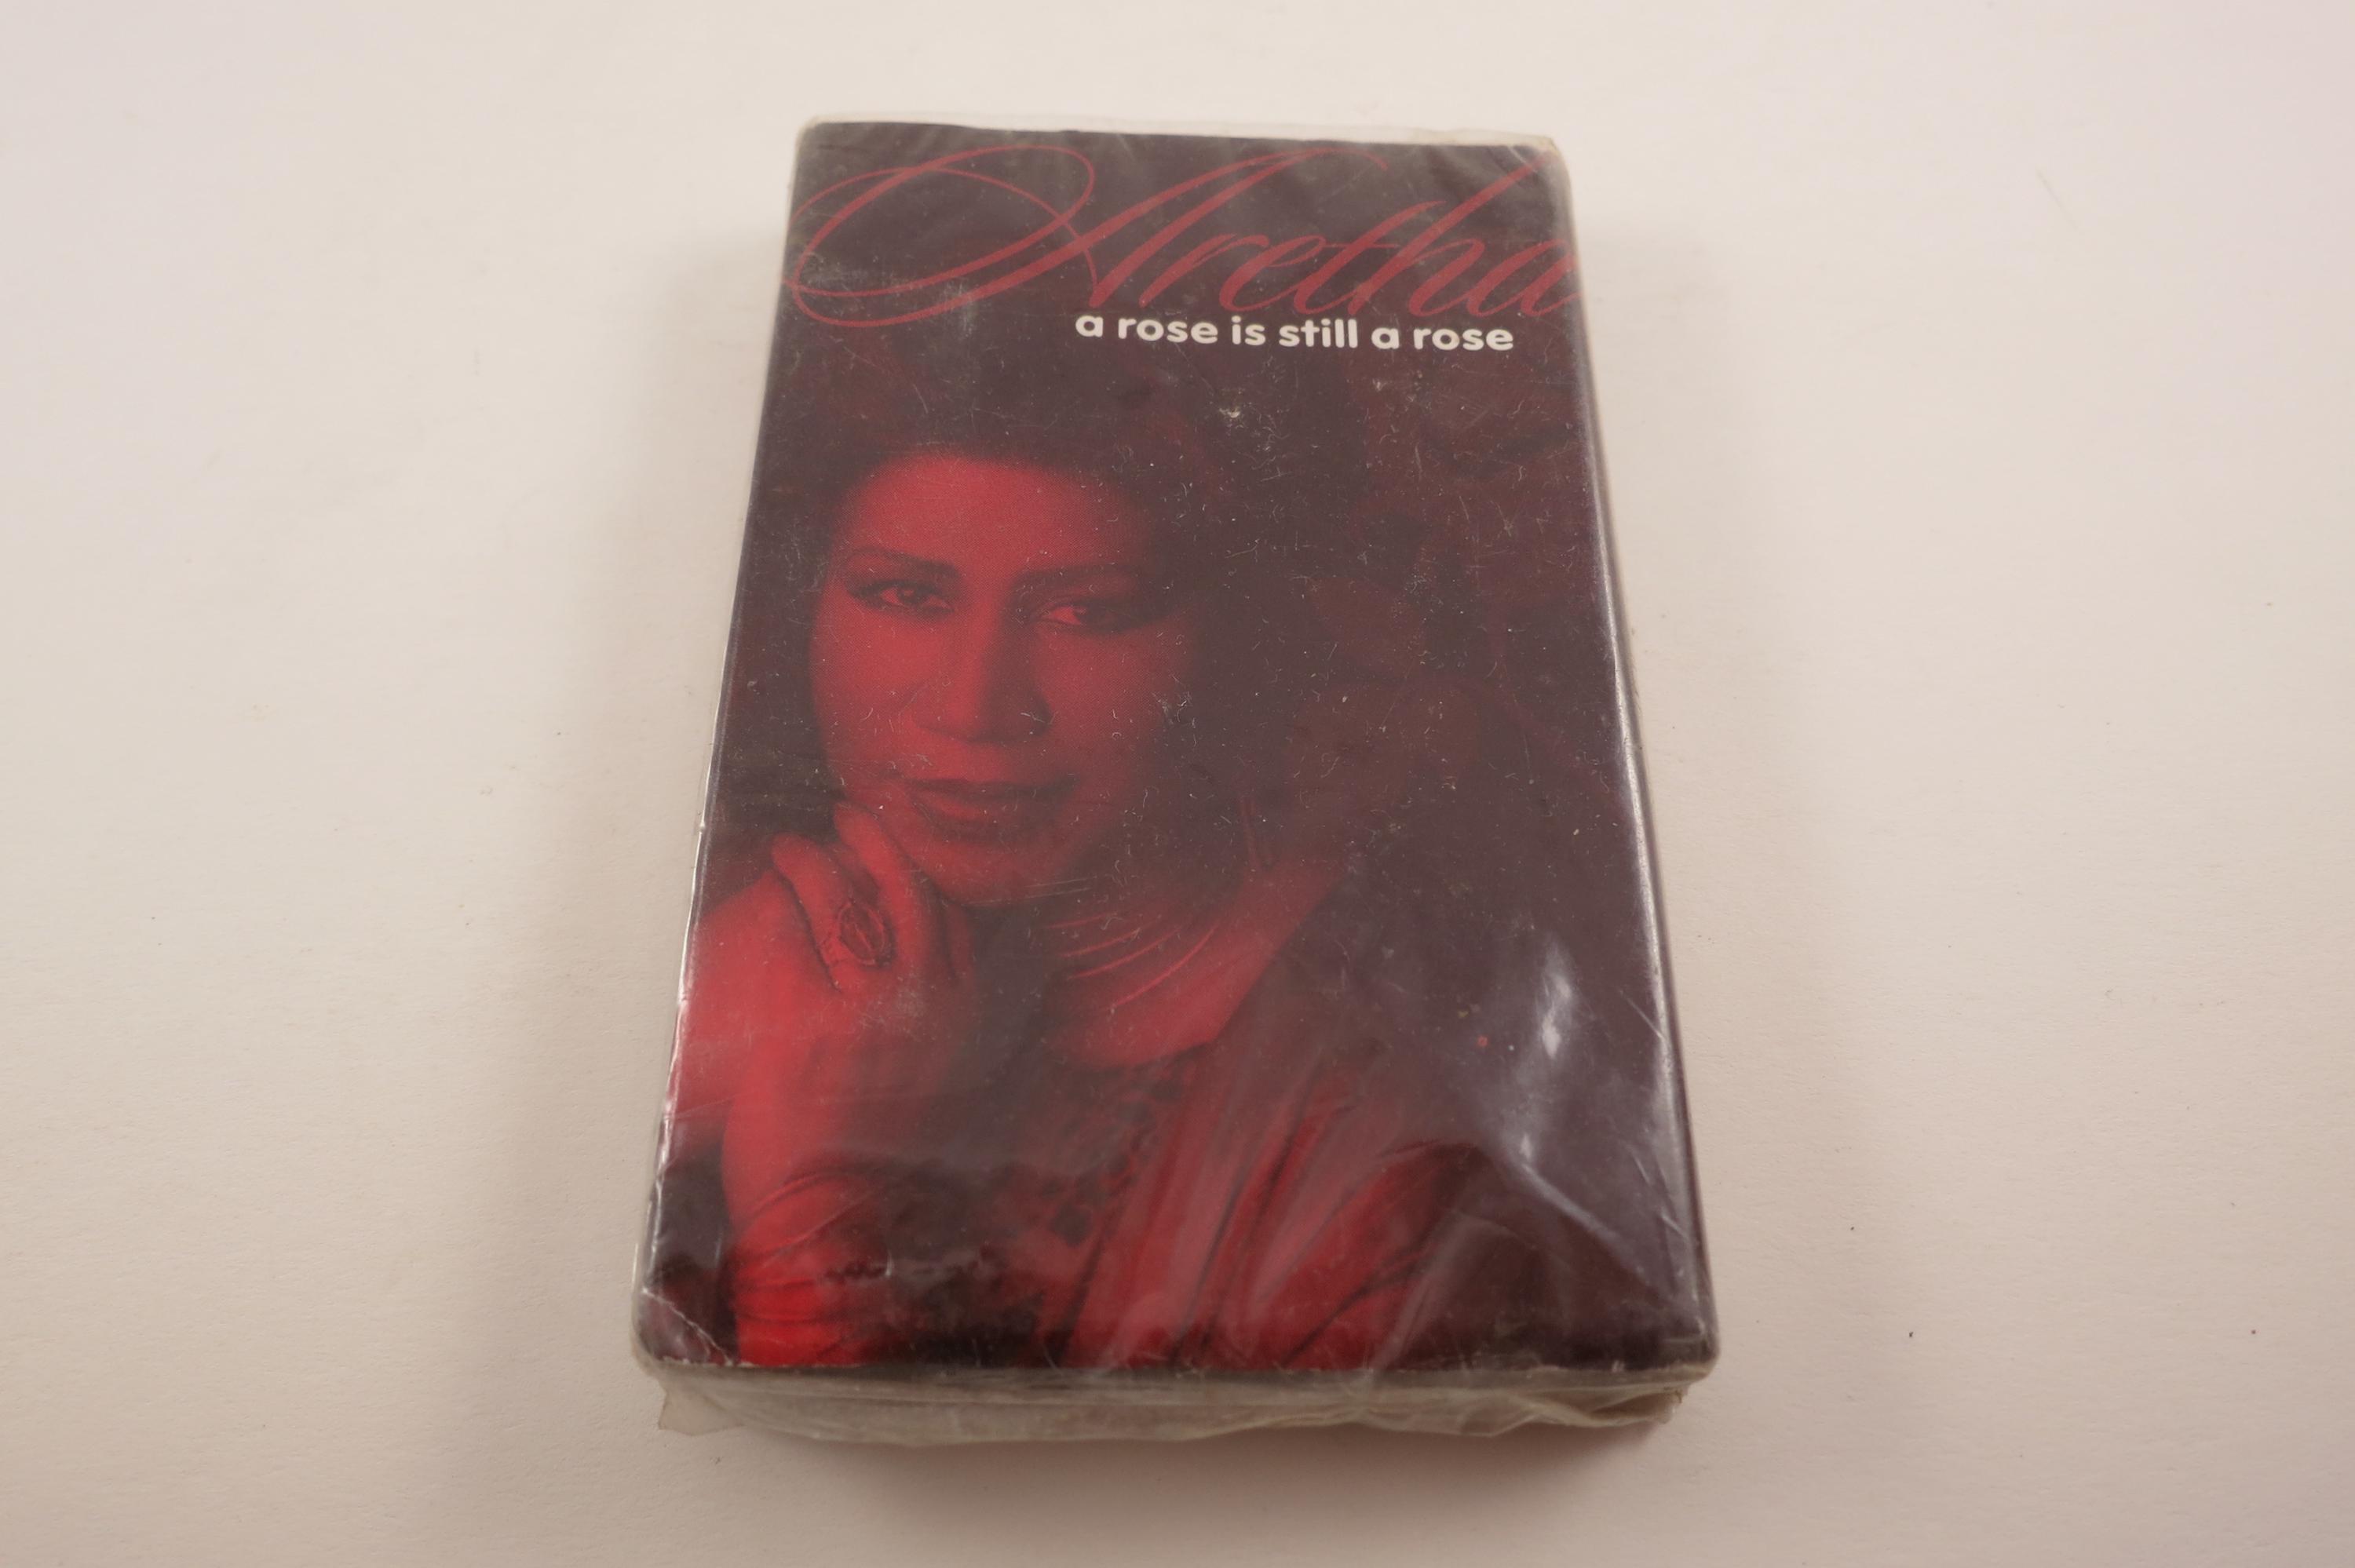 Aretha
a rose is still a rose